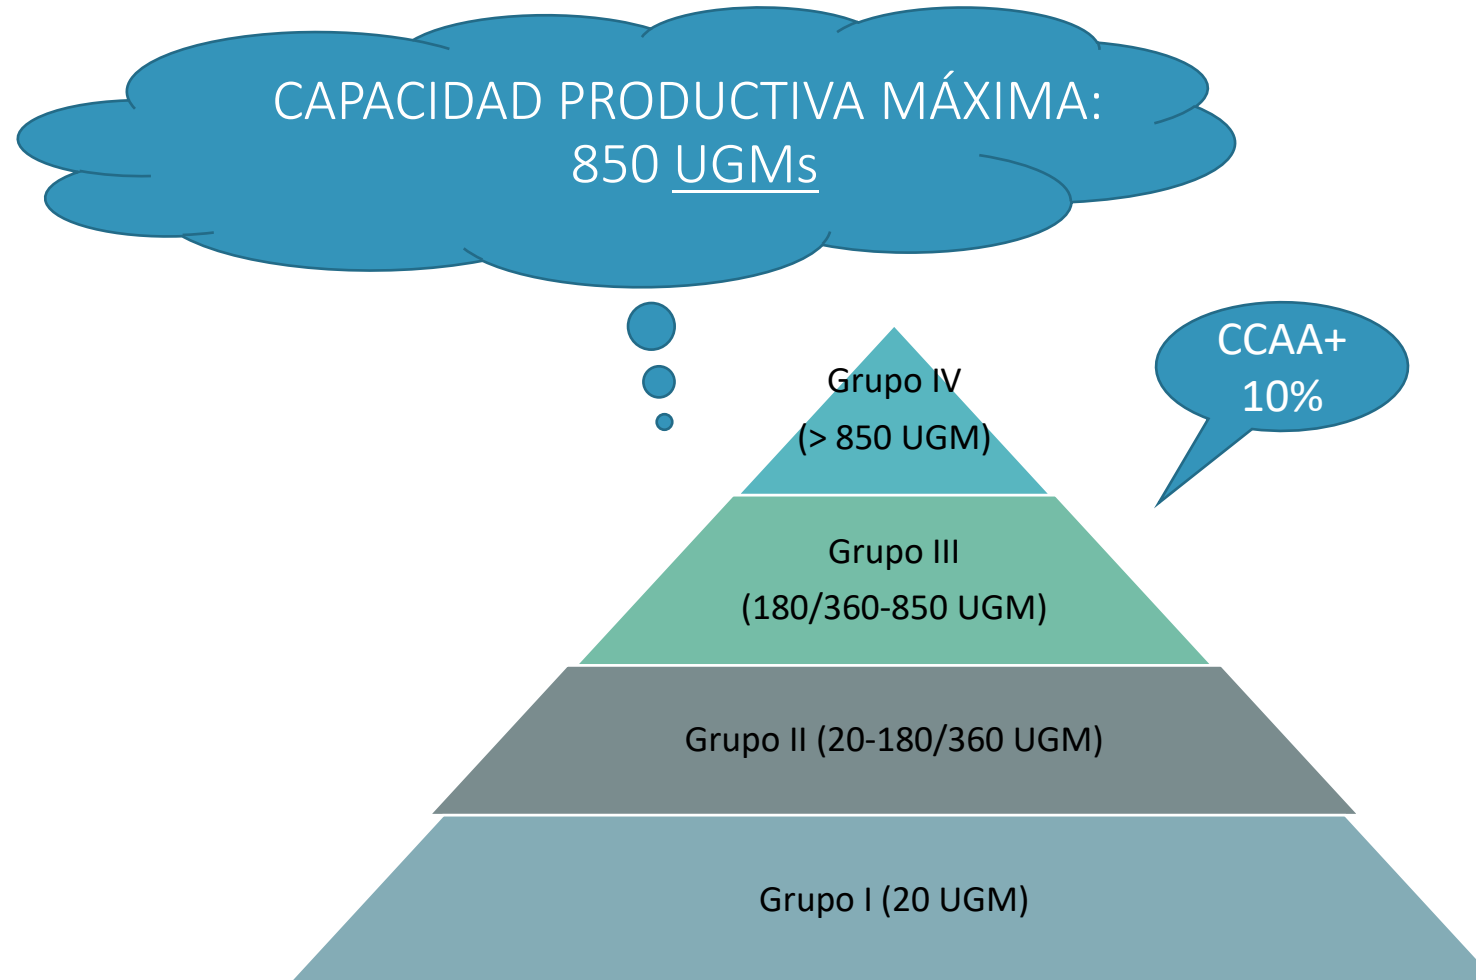 CAPACIDAD PRODUCTIVA MÁXIMA:
850 UGMs
CCAA+
10%
Grupo IV
(> 850 UGM)
Grupo III
(180/360-850 UGM)
Grupo II (20-180/360 UGM)
Grupo I (20 UGM)